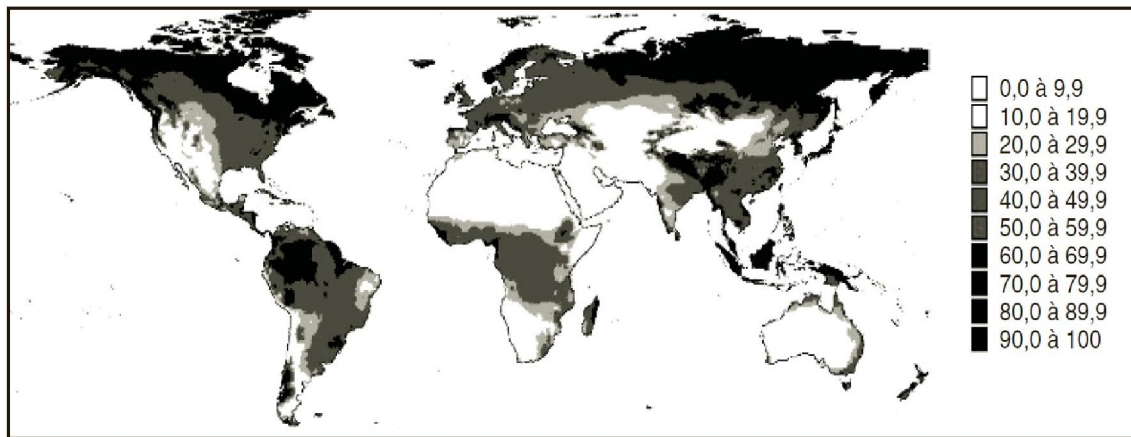 0,0 à 9,9
10,0 à 19,9
20,0 à 29,9
30,0 à 39,9
40,0 à 49,9
50,0 à 59,9
60,0 à 69,9
70,0 à 79,9
80,0 à 89,9
90,0 à 100